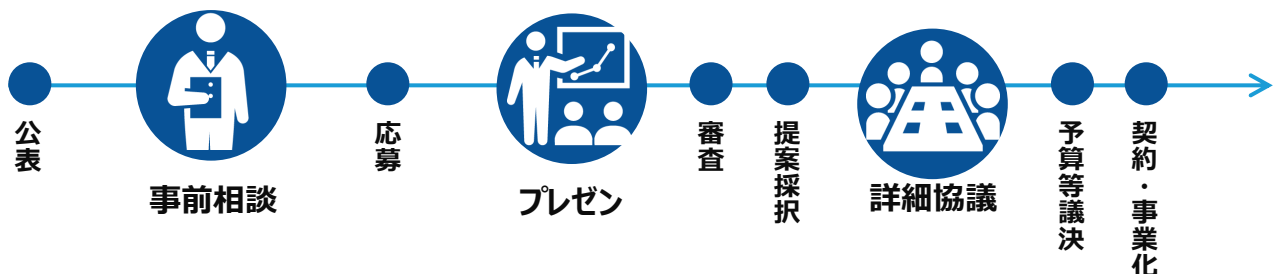 公表
事前相談
応募
プレゼン
審査
提案採択
詳細協議
予算等議決
契約・事業化